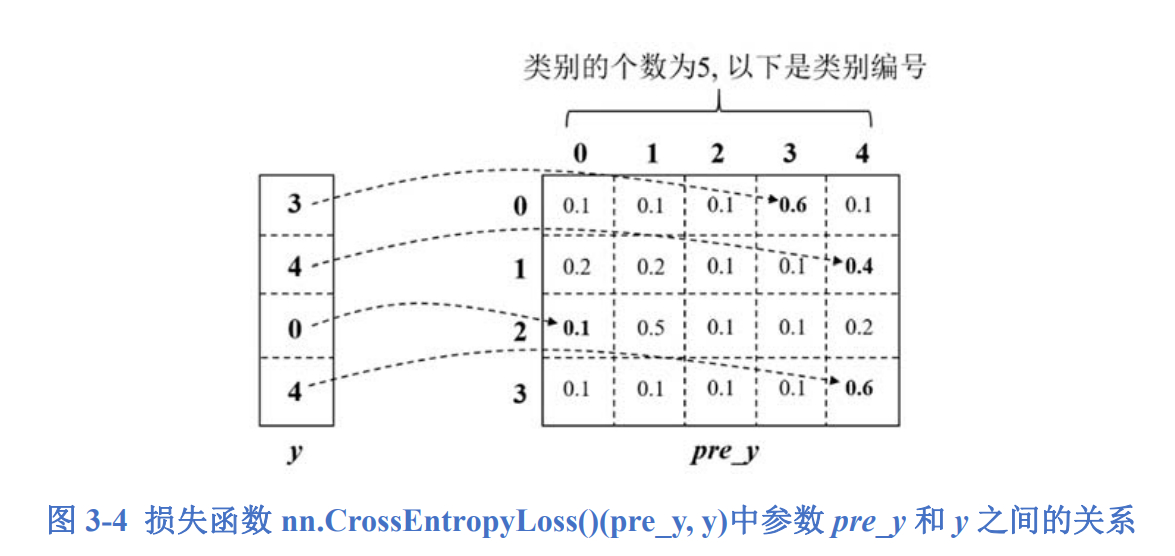 类别的个数为5, 以下是类别编号
0 1 2 3 4
3 0 0.1 0.1 0.1 0.6 0.1
4 1 0.2 0.2 0.1 0.1 0.4
0 2 0.1 0.5 0.1 0.1 0.2
4 3 0.1 0.1 0.1 0.1 0.6
y pre_y
图 3-4 损失函数 nn.CrossEntropyLoss()(pre_y, y)中参数 pre_y 和 y 之间的关系